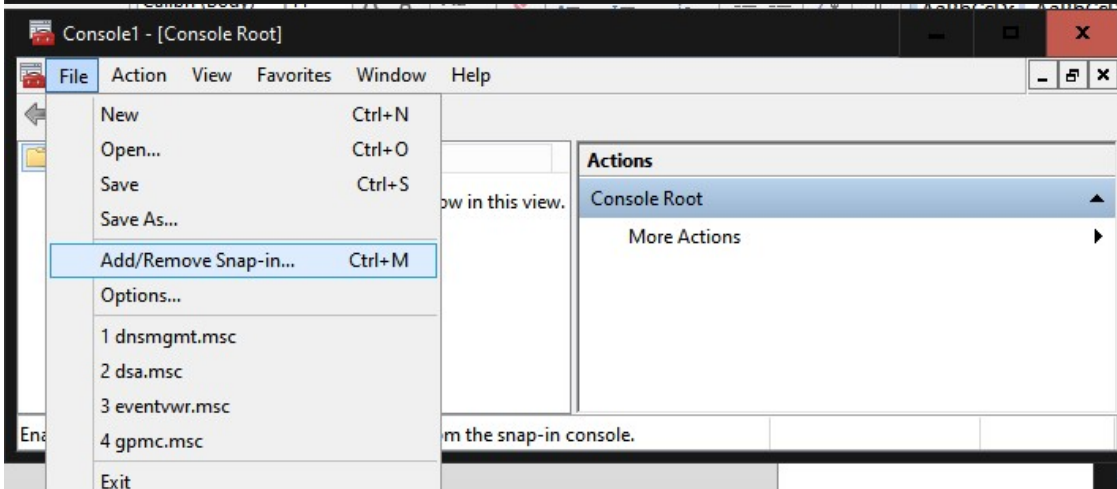 Console1 - [Console Root]
File Action View Favorites Window Help
New Ctrl+N
Open... Ctrl+O
Save Ctrl+S
Save As...
Add/Remove Snap-in... Ctrl+M
Options...
1 dnsmgmt.msc
2 dsa.msc
3 eventvwr.msc
4 gpmc.msc
Exit
in this view.
Actions
Console Root
More Actions
the snap-in console.